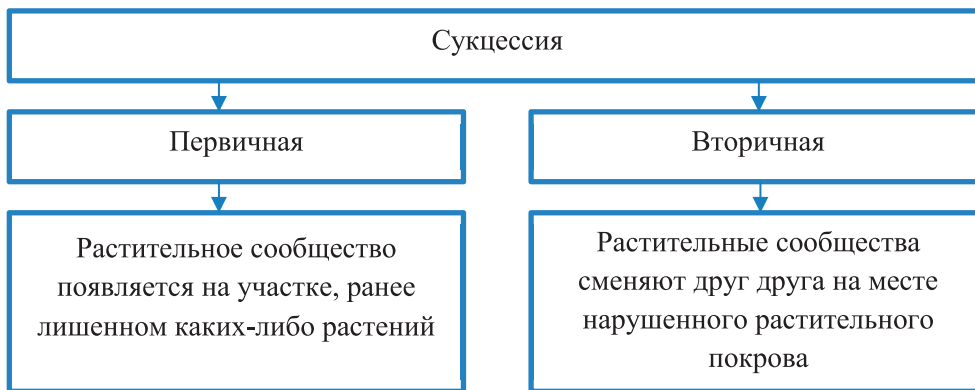 Сукцессия
Первичная
Вторичная
Растительное сообщество
появляется на участке, ранее
лишенном каких-либо растений
Растительные сообщества
сменяют друг друга на месте
нарушенного растительного
покрова